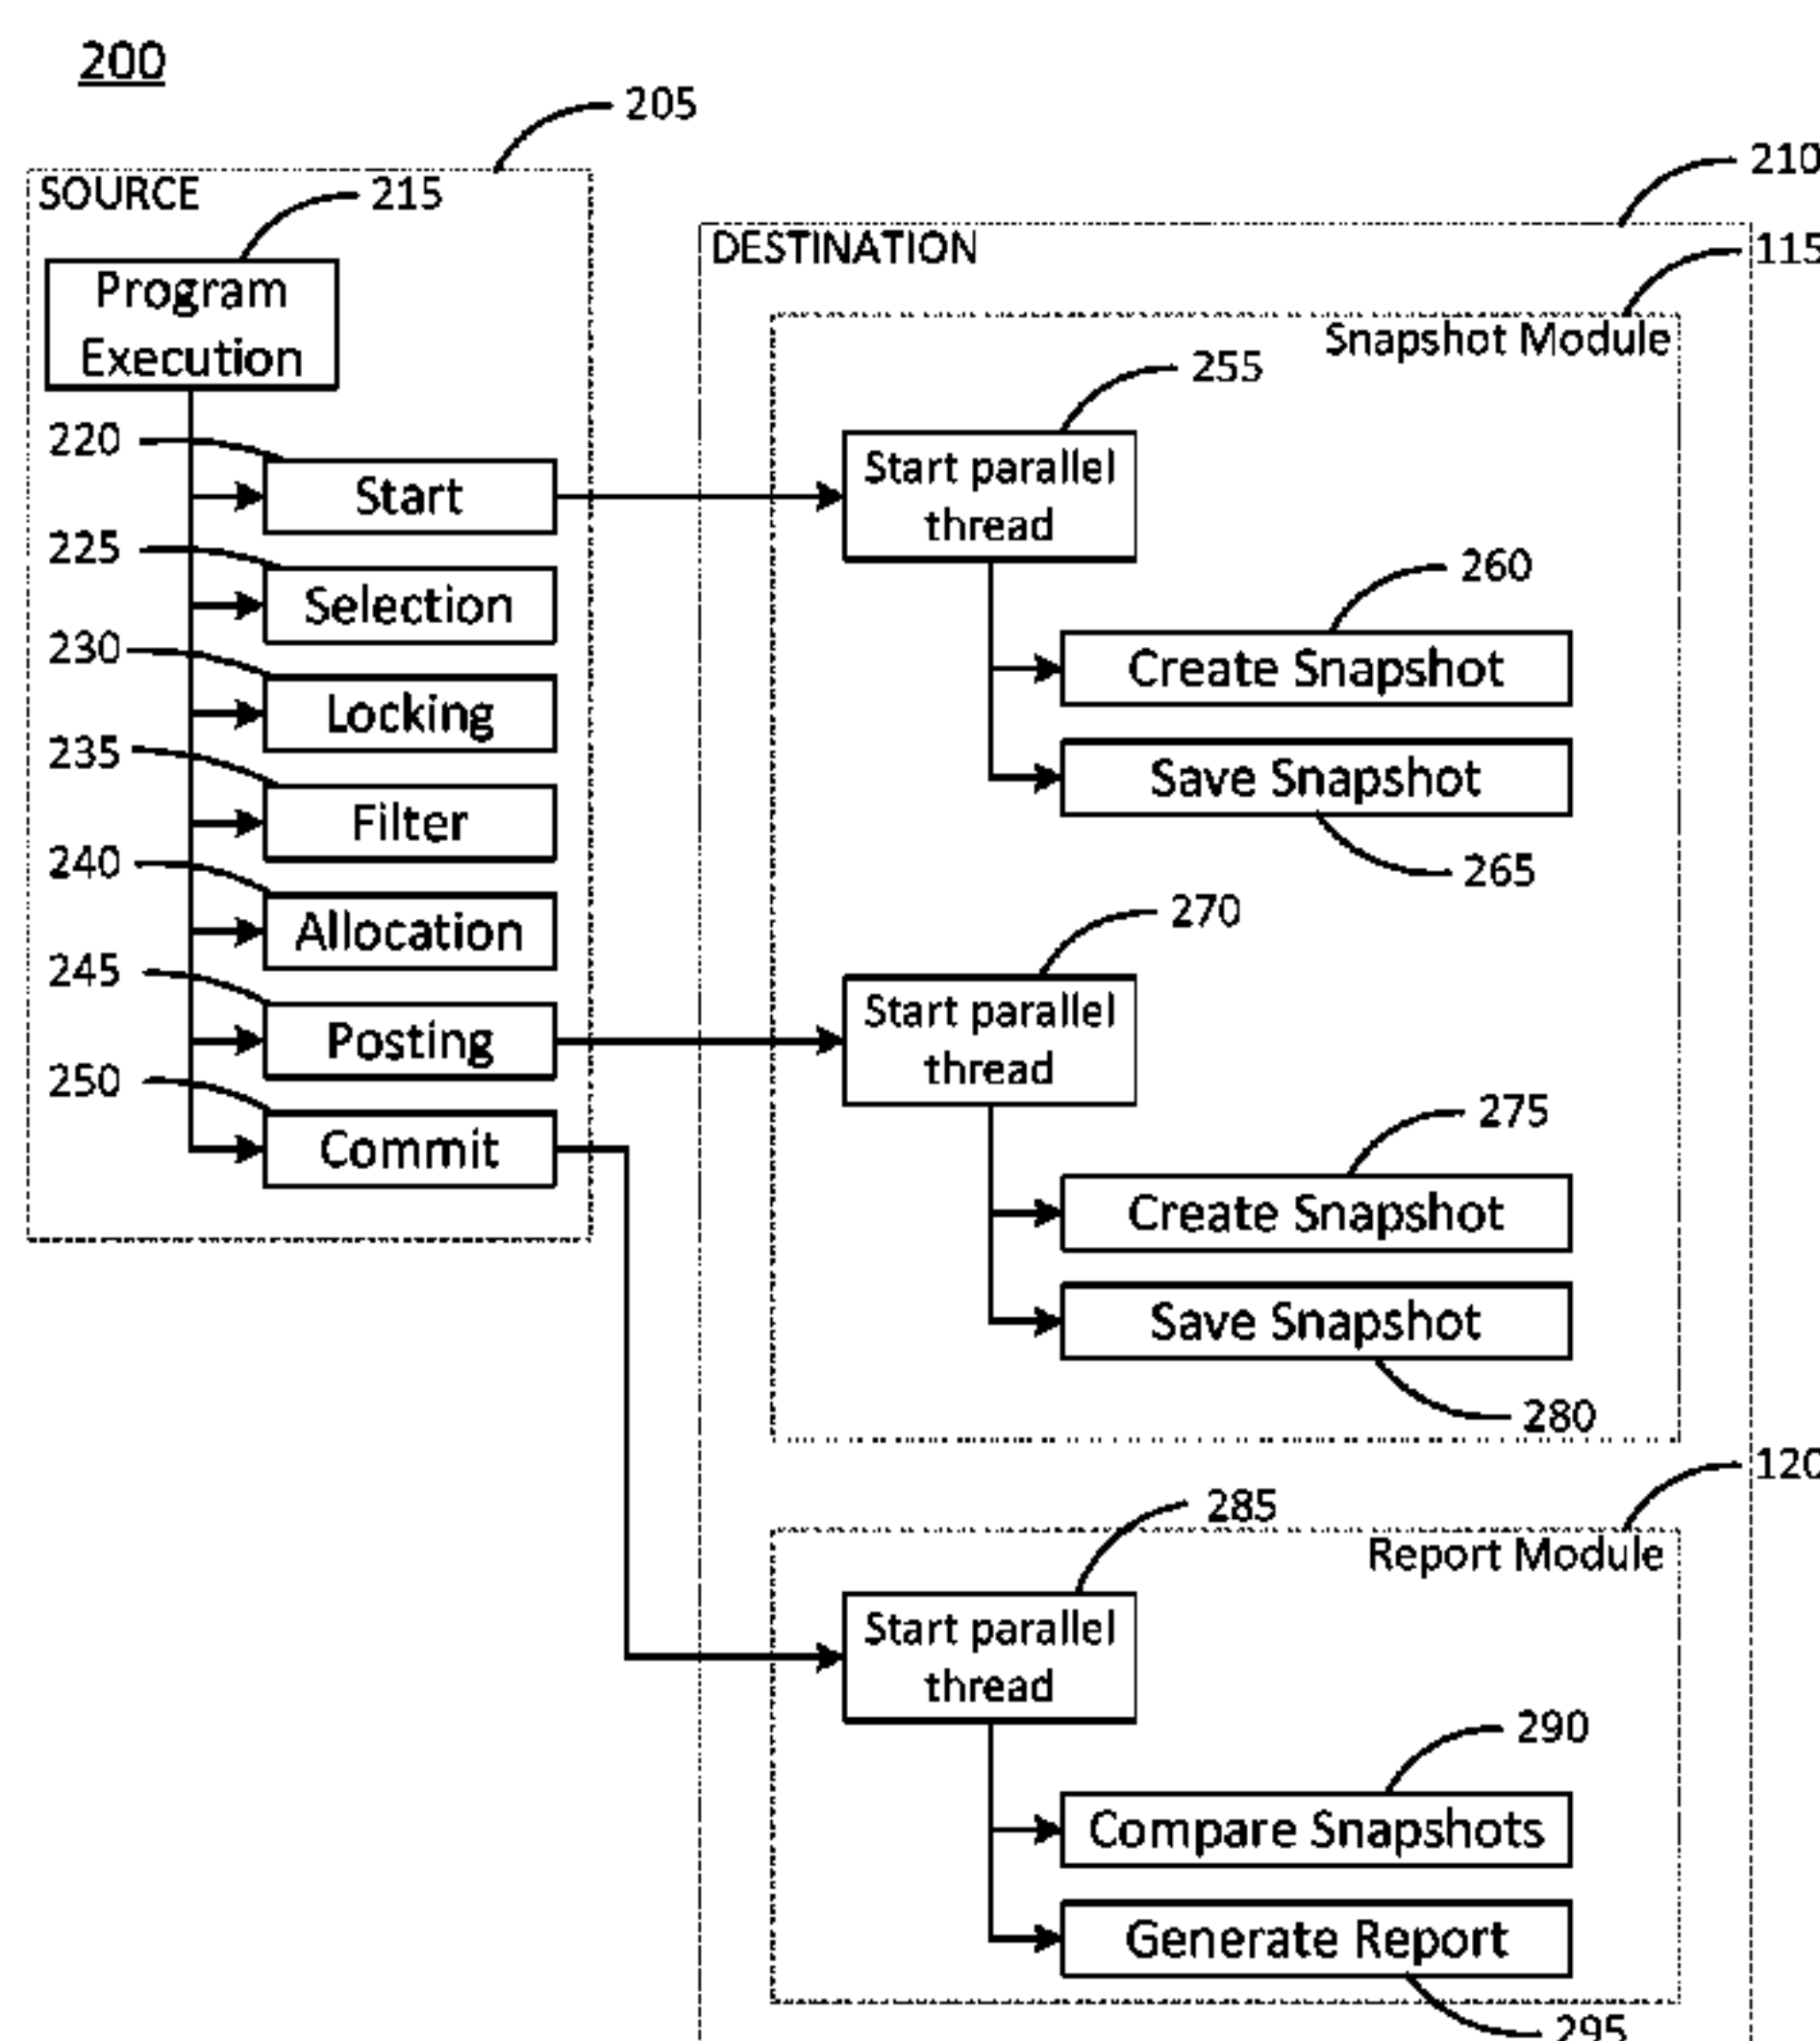 200
205
SOURCE
215
Program
Execution
220
Start
225
Selection
230
Locking
235
Filter
240
Allocation
245
Posting
250
Commit
210
DESTINATION
115
Snapshot Module
255
Start parallel
thread
260
Create Snapshot
Save Snapshot
265
270
Start parallel
thread
275
Create Snapshot
Save Snapshot
280
120
Report Module
285
Start parallel
thread
290
Compare Snapshots
Generate Report
295